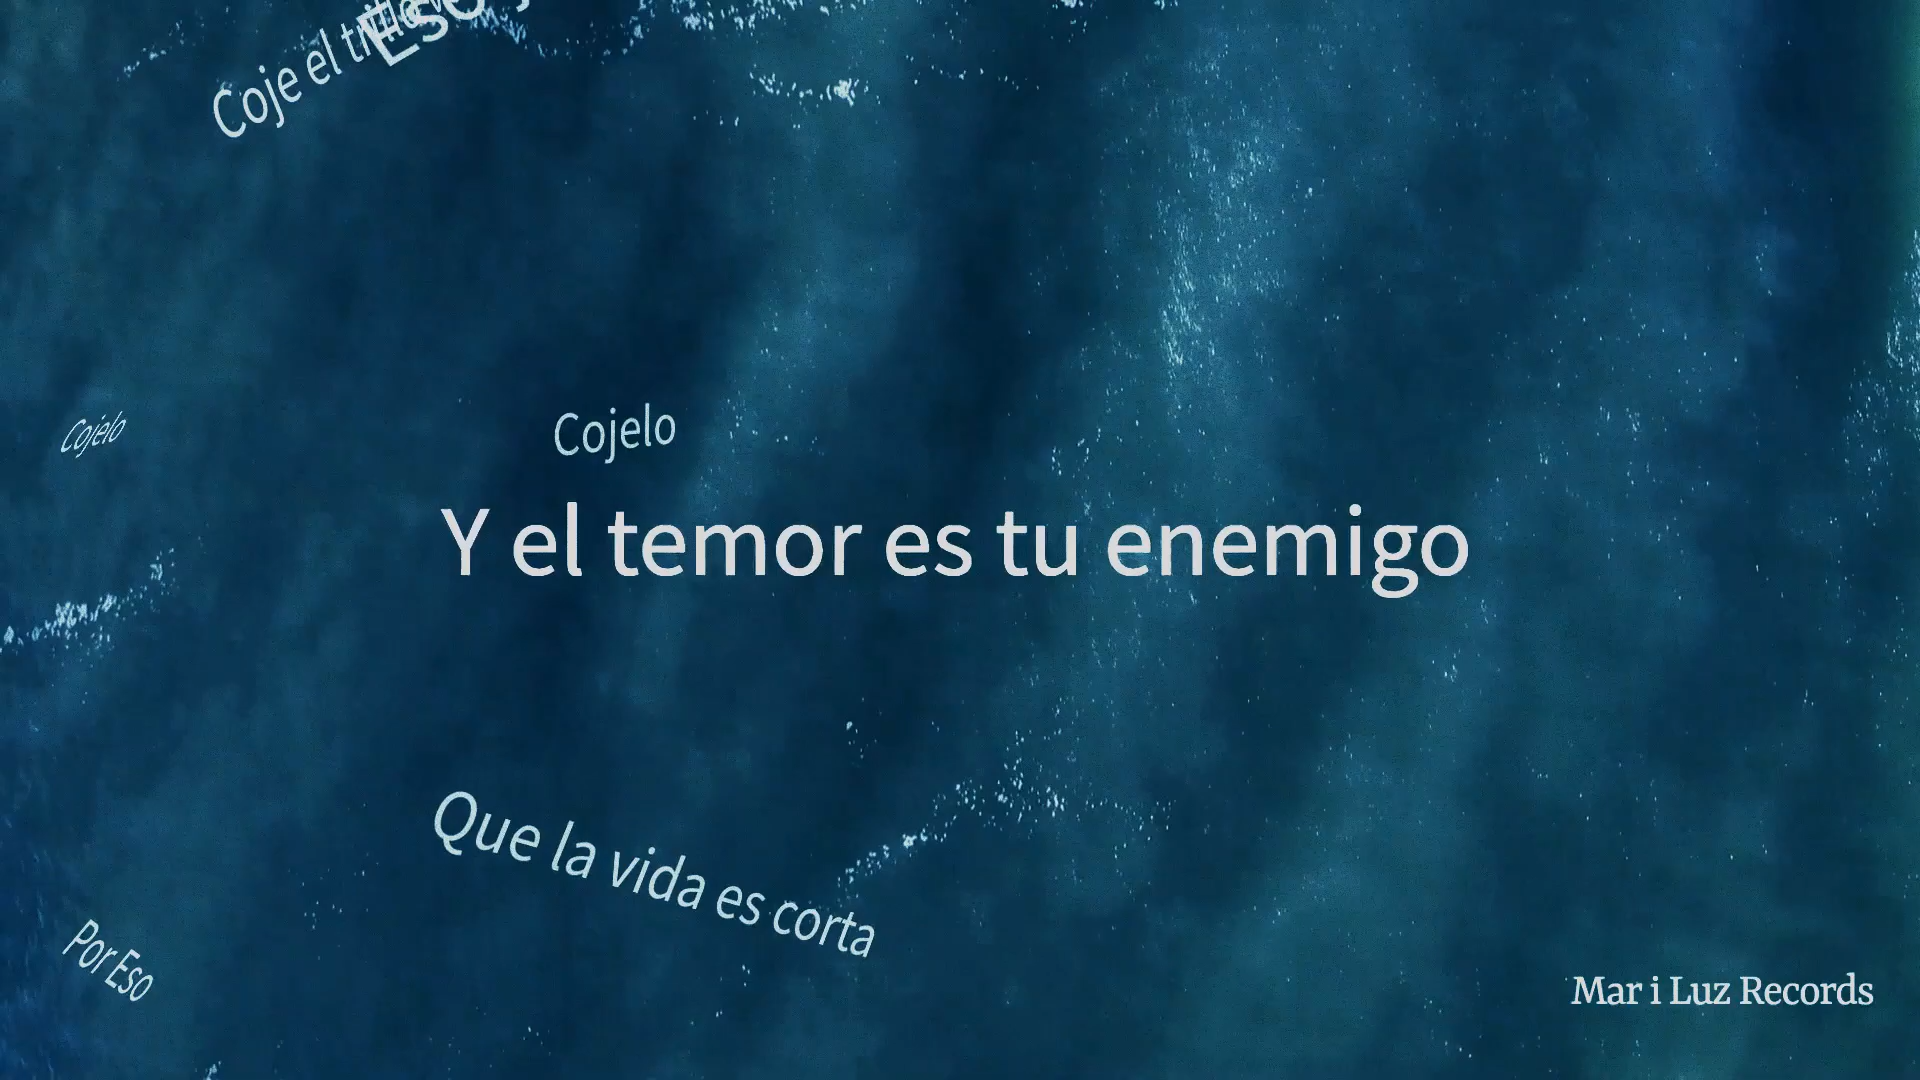 Coje el
Eso
Cojelo
Cojelo
Y el temor es tu enemigo
Que la vida es corta
Por Eso
Mar i Luz Records